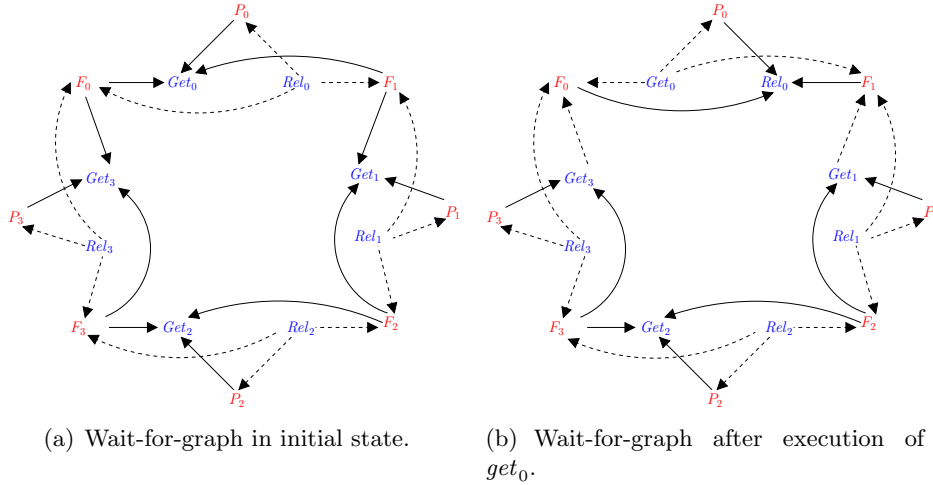 P₀ P₀
F₀ Get₀ Rel₀ F₁ F₀ Get₀ Rel₀ F₁
Get₃ Get₁ Get₃ Get₁
P₃ P₁ P₃ P
Rel₃ Rel₁ Rel₃ Rel₁
F₃ Get₂ Rel₂ F₂ F₃ Get₂ Rel₂ F₂
P₂ P₂
(a) Wait-for-graph in initial state.
(b) Wait-for-graph after execution of
get₀.